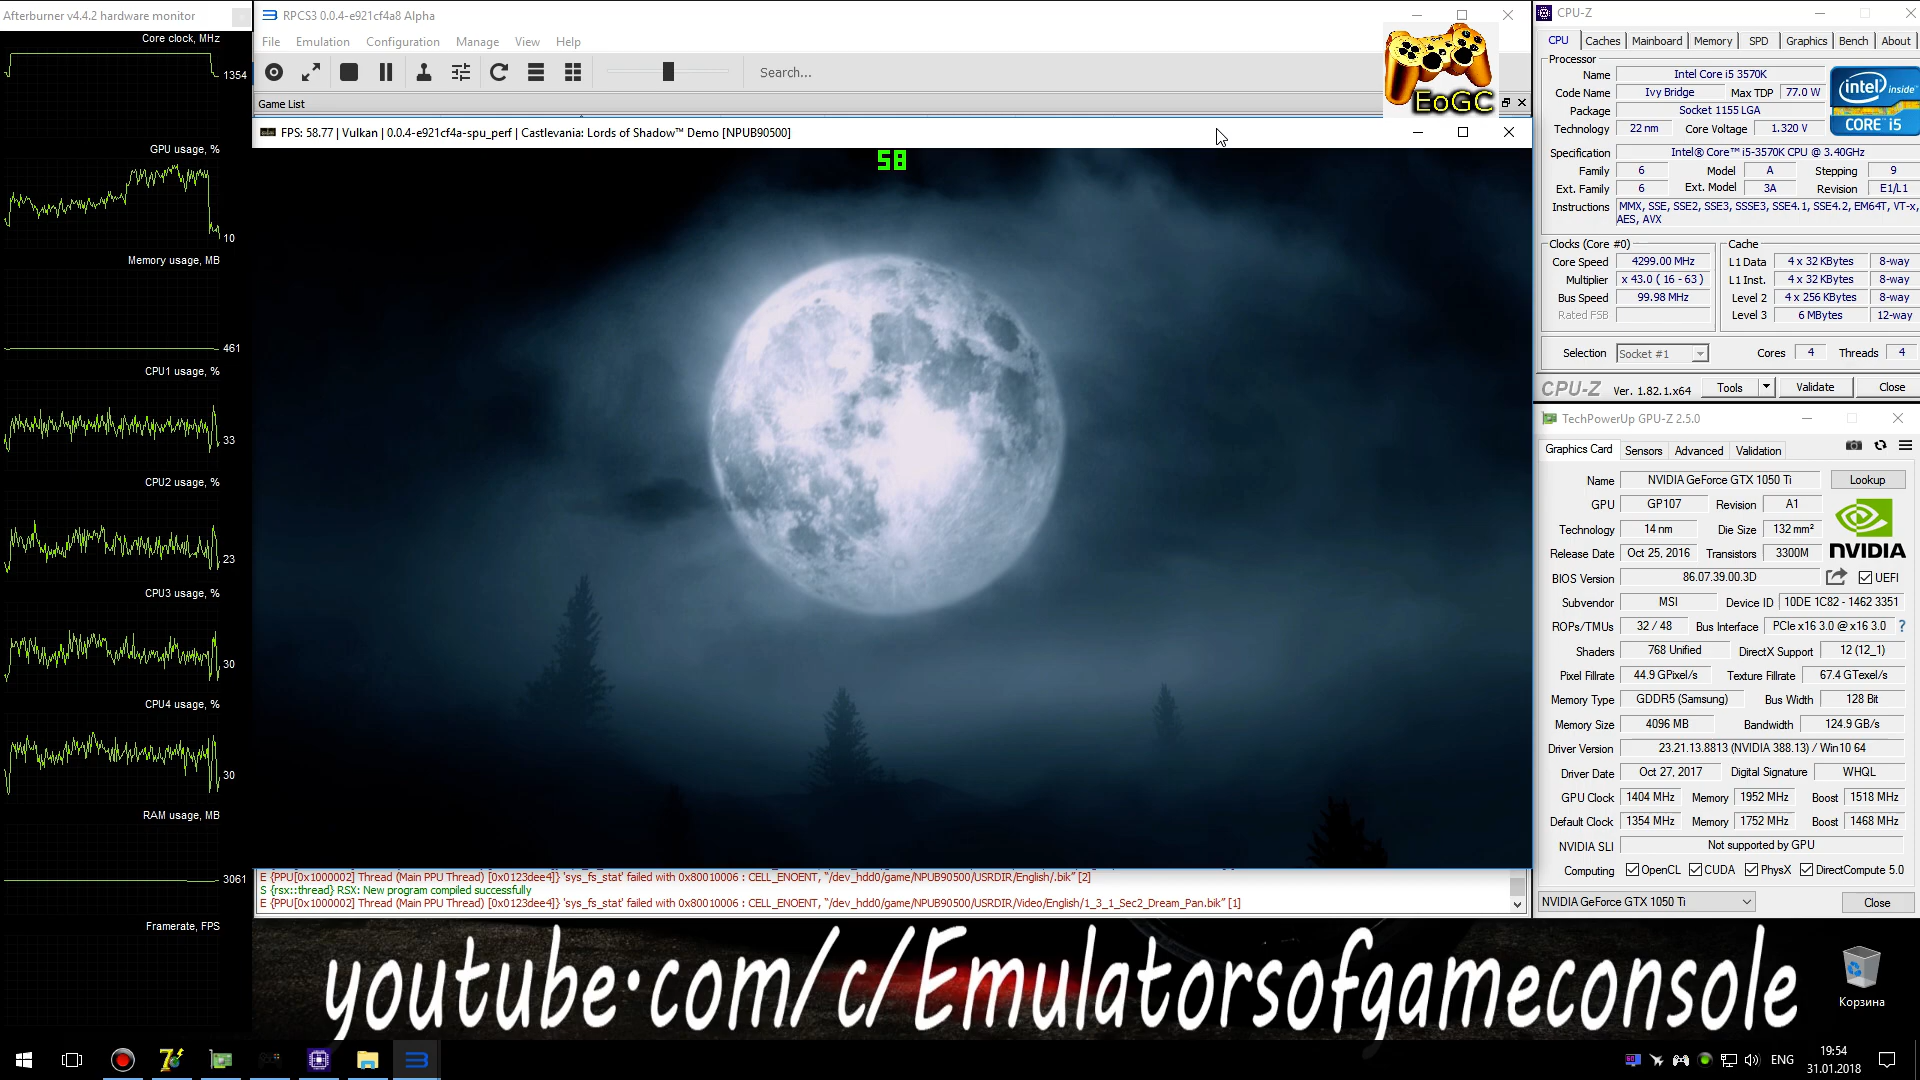 Afterburner v4.4.2 hardware monitor
Core clock, MHz
1354
GPU usage, %
10
Memory usage, MB
461
CPU1 usage, %
33
CPU2 usage, %
23
CPU3 usage, %
30
CPU4 usage, %
30
RAM usage, MB
3061
Framerate, FPS
RPCS3 0.0.4-e921cf4a8 Alpha
File Emulation Configuration Manage View Help
Search...
EoGC
Game List
FPS: 58.77 | Vulkan | 0.0.4-e921cf4a-spu_perf | Castlevania: Lords of Shadow™ Demo [NPUB90500]
58
E {PPU[0x1000002] Thread (Main PPU Thread) [0x0123dee4]} 'sys_fs_stat' failed with 0x80010006 : CELL_ENOENT, “/dev_hdd0/game/NPUB90500/USRDIR/English/.bik” [2]
S {rsx::thread} RSX: New program compiled successfully
E {PPU[0x1000002] Thread (Main PPU Thread) [0x0123dee4]} 'sys_fs_stat' failed with 0x80010006 : CELL_ENOENT, “/dev_hdd0/game/NPUB90500/USRDIR/Video/English/1_3_1_Sec2_Dream_Pan.bik” [1]
CPU-Z
CPU Caches Mainboard Memory SPD Graphics Bench About
Processor
Name Intel Core i5 3570K
Code Name Ivy Bridge Max TDP 77.0 W
Package Socket 1155 LGA
Technology 22 nm Core Voltage 1.320 V
intel inside™
CORE i5
Specification Intel® Core™ i5-3570K CPU @ 3.40GHz
Family 6 Model A Stepping 9
Ext. Family 6 Ext. Model 3A Revision E1/L1
Instructions MMX, SSE, SSE2, SSE3, SSSE3, SSE4.1, SSE4.2, EM64T, VT-x,
AES, AVX
Clocks (Core #0) Cache
Core Speed 4299.00 MHz L1 Data 4 x 32 KBytes 8-way
Multiplier x 43.0 ( 16 - 63 ) L1 Inst. 4 x 32 KBytes 8-way
Bus Speed 99.98 MHz Level 2 4 x 256 KBytes 8-way
Rated FSB Level 3 6 MBytes 12-way
Selection Socket #1 Cores 4 Threads 4
CPU-Z Ver. 1.82.1.x64 Tools Validate Close
TechPowerUp GPU-Z 2.5.0
Graphics Card Sensors Advanced Validation
Name NVIDIA GeForce GTX 1050 Ti Lookup
GPU GP107 Revision A1
Technology 14 nm Die Size 132 mm²
NVIDIA
Release Date Oct 25, 2016 Transistors 3300M
BIOS Version 86.07.39.00.3D UEFI
Subvendor MSI Device ID 10DE 1C82 - 1462 3351
ROPs/TMUs 32 / 48 Bus Interface PCIe x16 3.0 @ x16 3.0 ?
Shaders 768 Unified DirectX Support 12 (12_1)
Pixel Fillrate 44.9 GPixel/s Texture Fillrate 67.4 GTexel/s
Memory Type GDDR5 (Samsung) Bus Width 128 Bit
Memory Size 4096 MB Bandwidth 124.9 GB/s
Driver Version 23.21.13.8813 (NVIDIA 388.13) / Win10 64
Driver Date Oct 27, 2017 Digital Signature WHQL
GPU Clock 1404 MHz Memory 1952 MHz Boost 1518 MHz
Default Clock 1354 MHz Memory 1752 MHz Boost 1468 MHz
NVIDIA SLI Not supported by GPU
Computing OpenCL CUDA PhysX DirectCompute 5.0
NVIDIA GeForce GTX 1050 Ti Close
youtube.com/c/Emulatorsofgameconsole
Корзина
ENG
19:54
31.01.2018